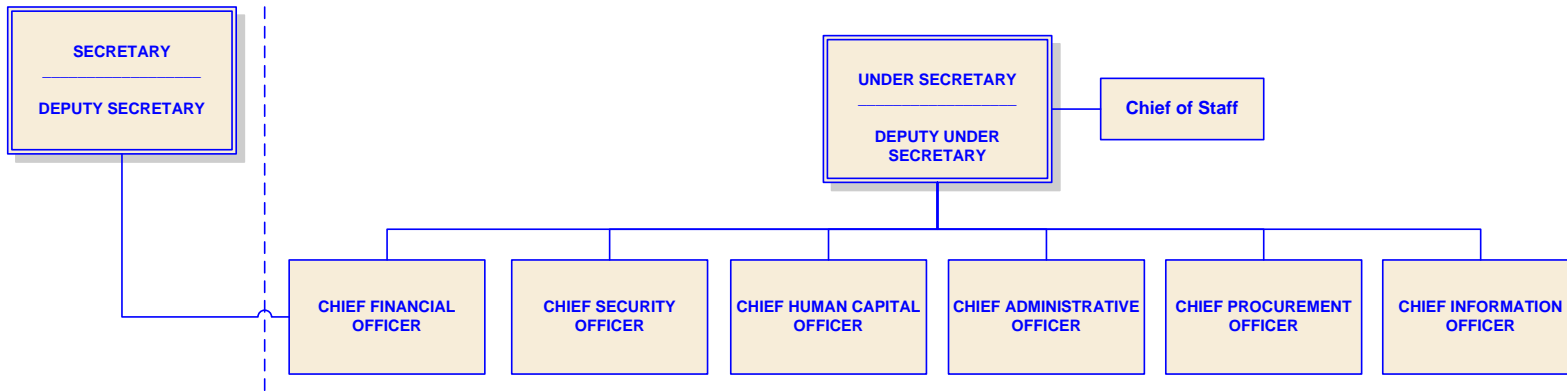 SECRETARY
DEPUTY SECRETARY
UNDER SECRETARY
DEPUTY UNDER
SECRETARY
Chief of Staff
CHIEF FINANCIAL
OFFICER
CHIEF SECURITY
OFFICER
CHIEF HUMAN CAPITAL
OFFICER
CHIEF ADMINISTRATIVE
OFFICER
CHIEF PROCUREMENT
OFFICER
CHIEF INFORMATION
OFFICER